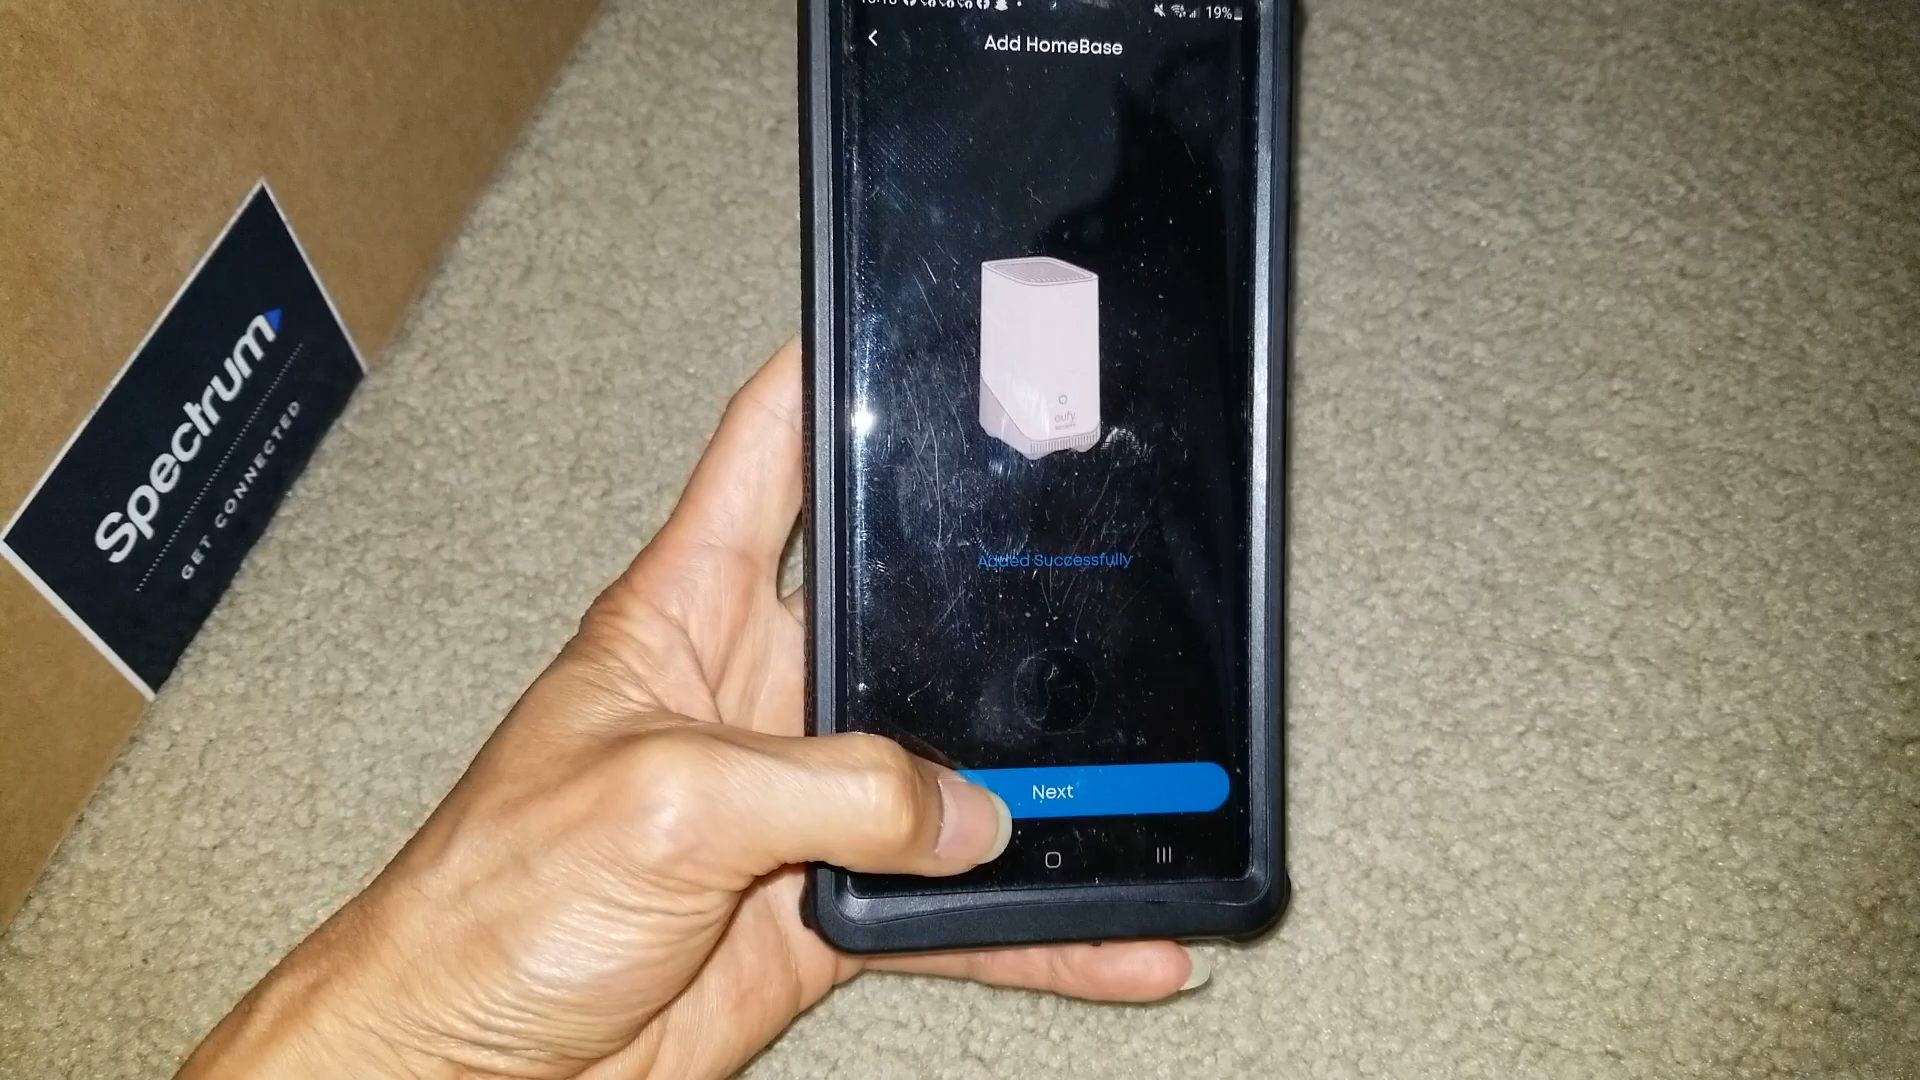 Spectrum
GET CONNECTED
19%
Add HomeBase
eufy
Added Successfully
Next